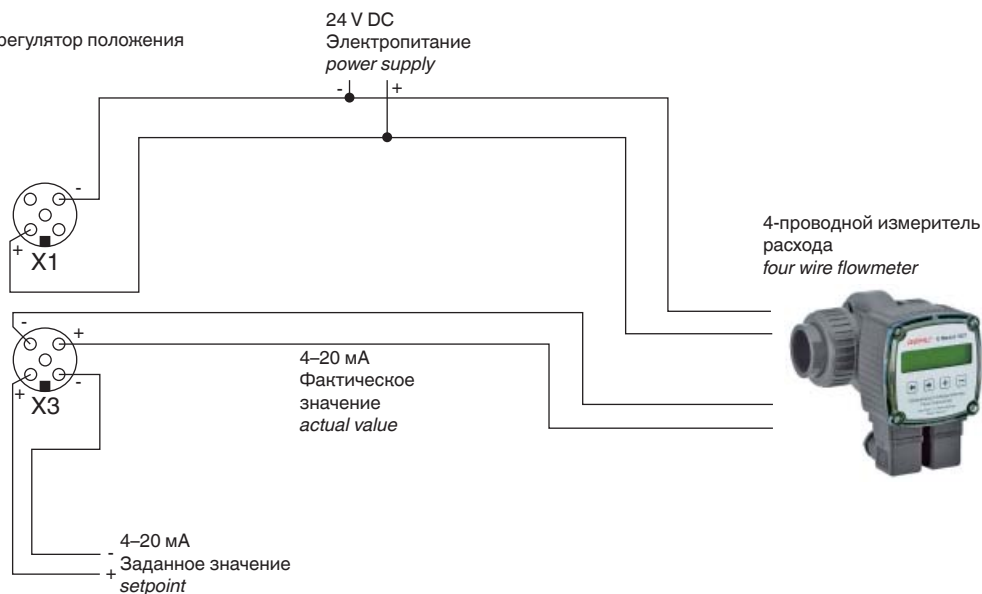 24 V DC
регулятор положения
Электропитание
power supply
- +
-
+
X1
4-проводной измеритель
расхода
four wire flowmeter
-
+
-
+
X3
4–20 мА
Фактическое
значение
actual value
4–20 мА
-
Заданное значение
+
setpoint